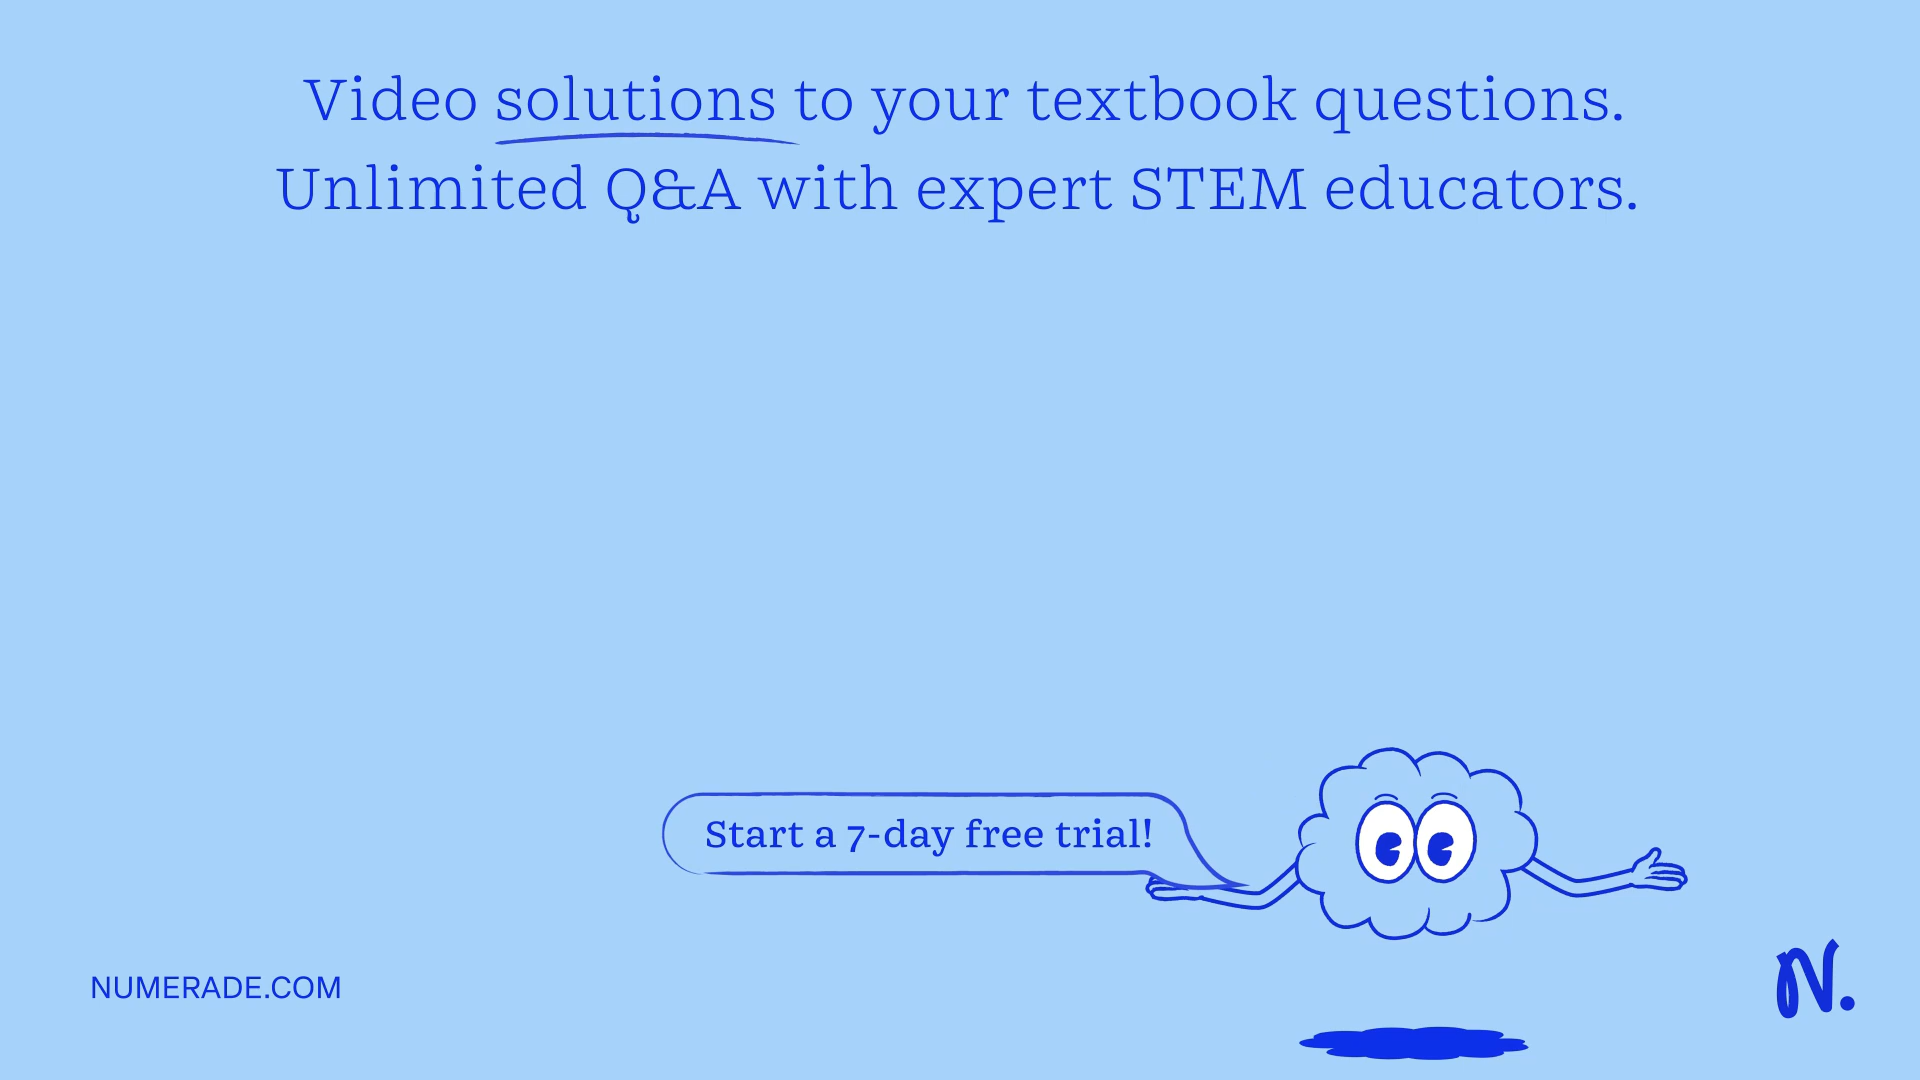 Video solutions to your textbook questions.
Unlimited Q&A with expert STEM educators.
Start a 7-day free trial!
NUMERADE.COM
N.